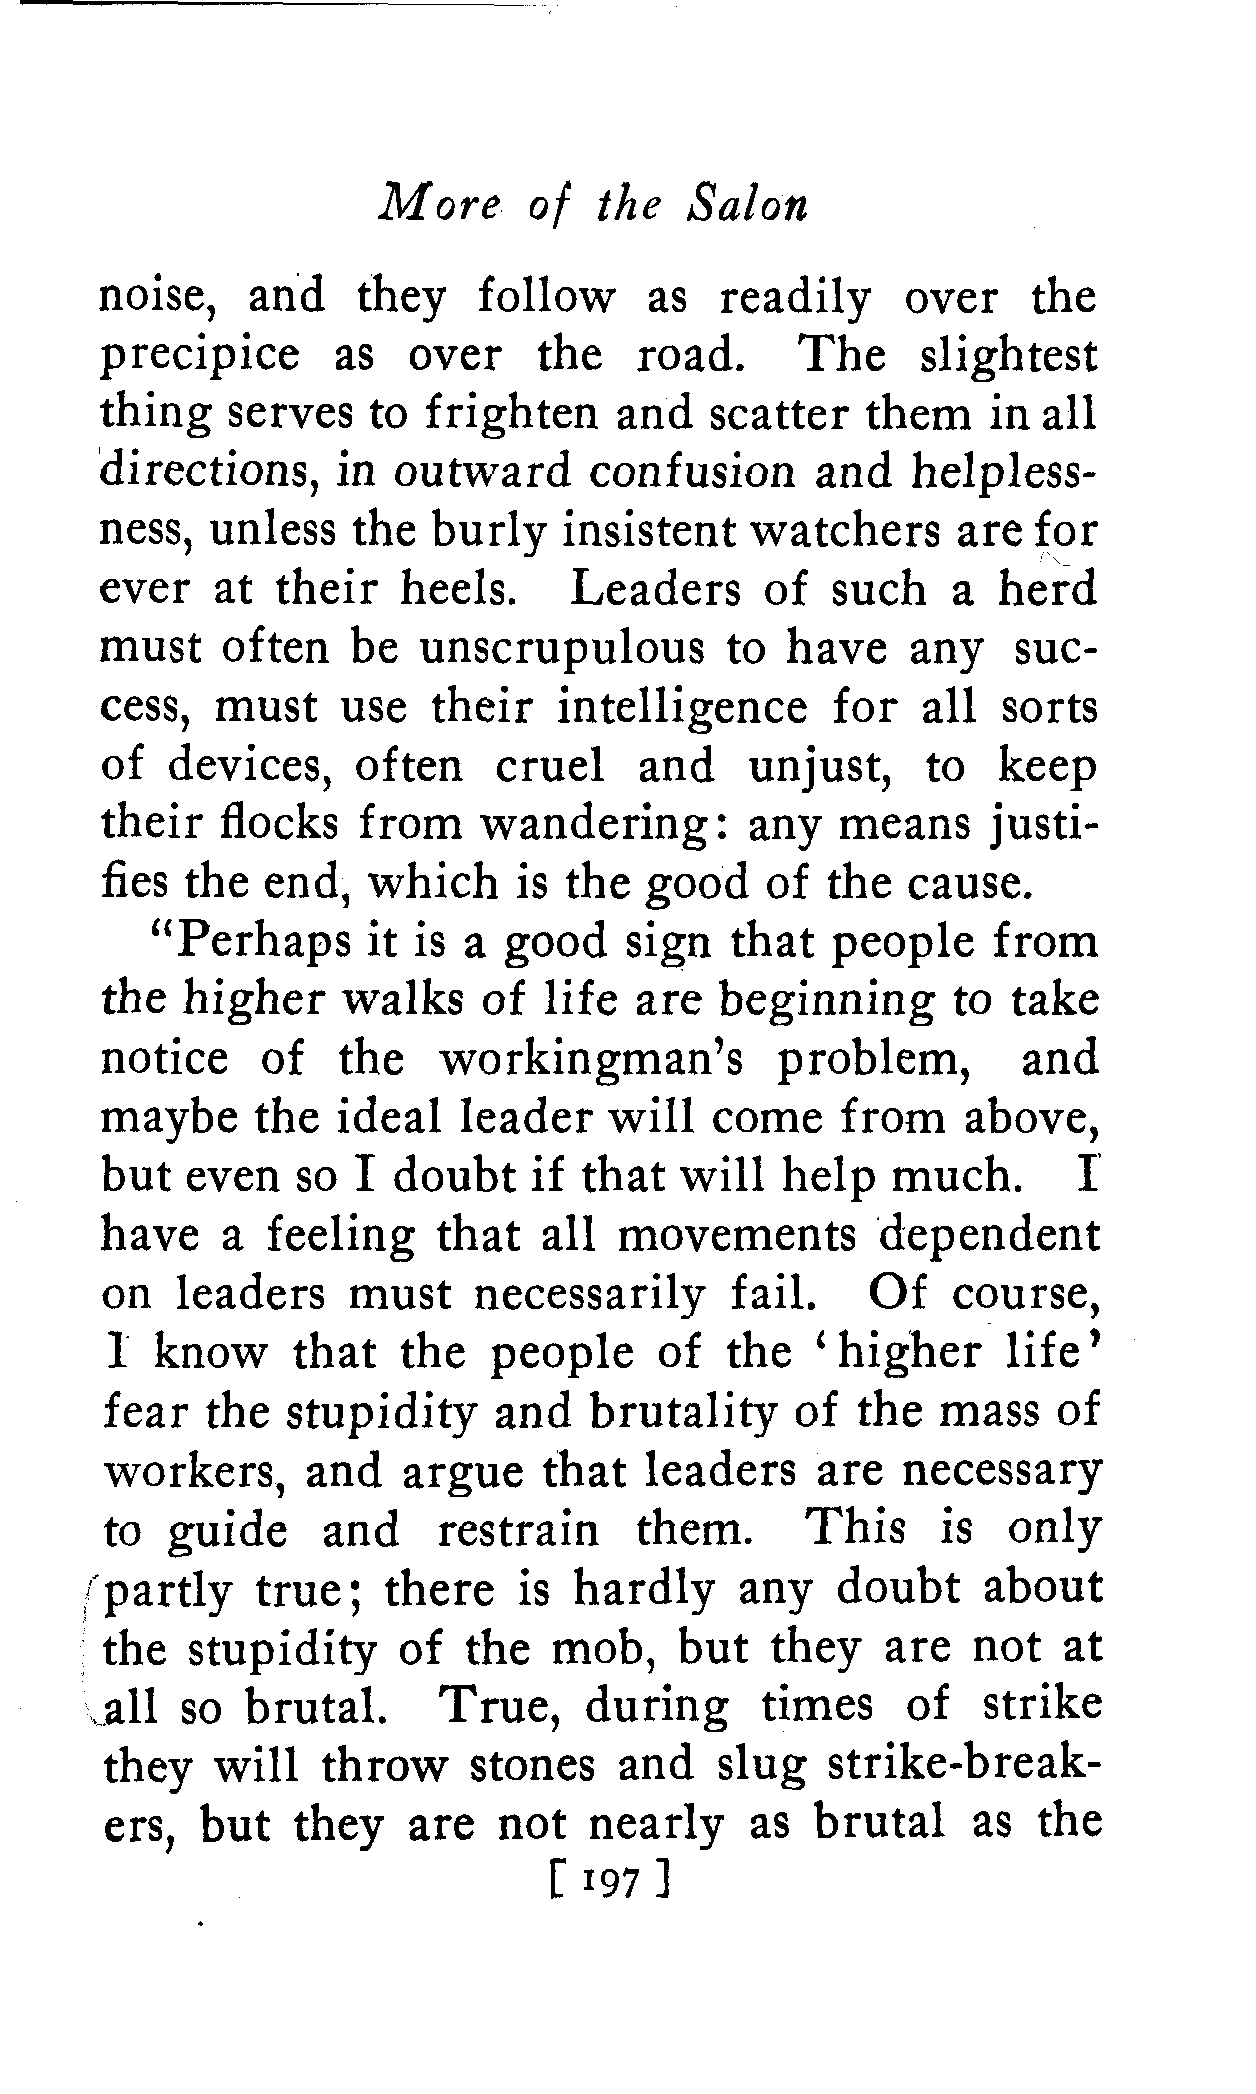 More of the Salon
noise, and they follow as readily over the
precipice as over the road. The slightest
thing serves to frighten and scatter them in all
directions, in outward confusion and helpless-
ness, unless the burly insistent watchers are for
ever at their heels. Leaders of such a herd
must often be unscrupulous to have any suc-
cess, must use their intelligence for all sorts
of devices, often cruel and unjust, to keep
their flocks from wandering: any means justi-
fies the end, which is the good of the cause.
"Perhaps it is a good sign that people from
the higher walks of life are beginning to take
notice of the workingman's problem, and
maybe the ideal leader will come from above,
but even so I doubt if that will help much. I
have a feeling that all movements dependent
on leaders must necessarily fail. Of course,
I know that the people of the ‘higher life’
fear the stupidity and brutality of the mass of
workers, and argue that leaders are necessary
to guide and restrain them. This is only
partly true; there is hardly any doubt about
the stupidity of the mob, but they are not at
all so brutal. True, during times of strike
they will throw stones and slug strike-break-
ers, but they are not nearly as brutal as the
[ 197 ]